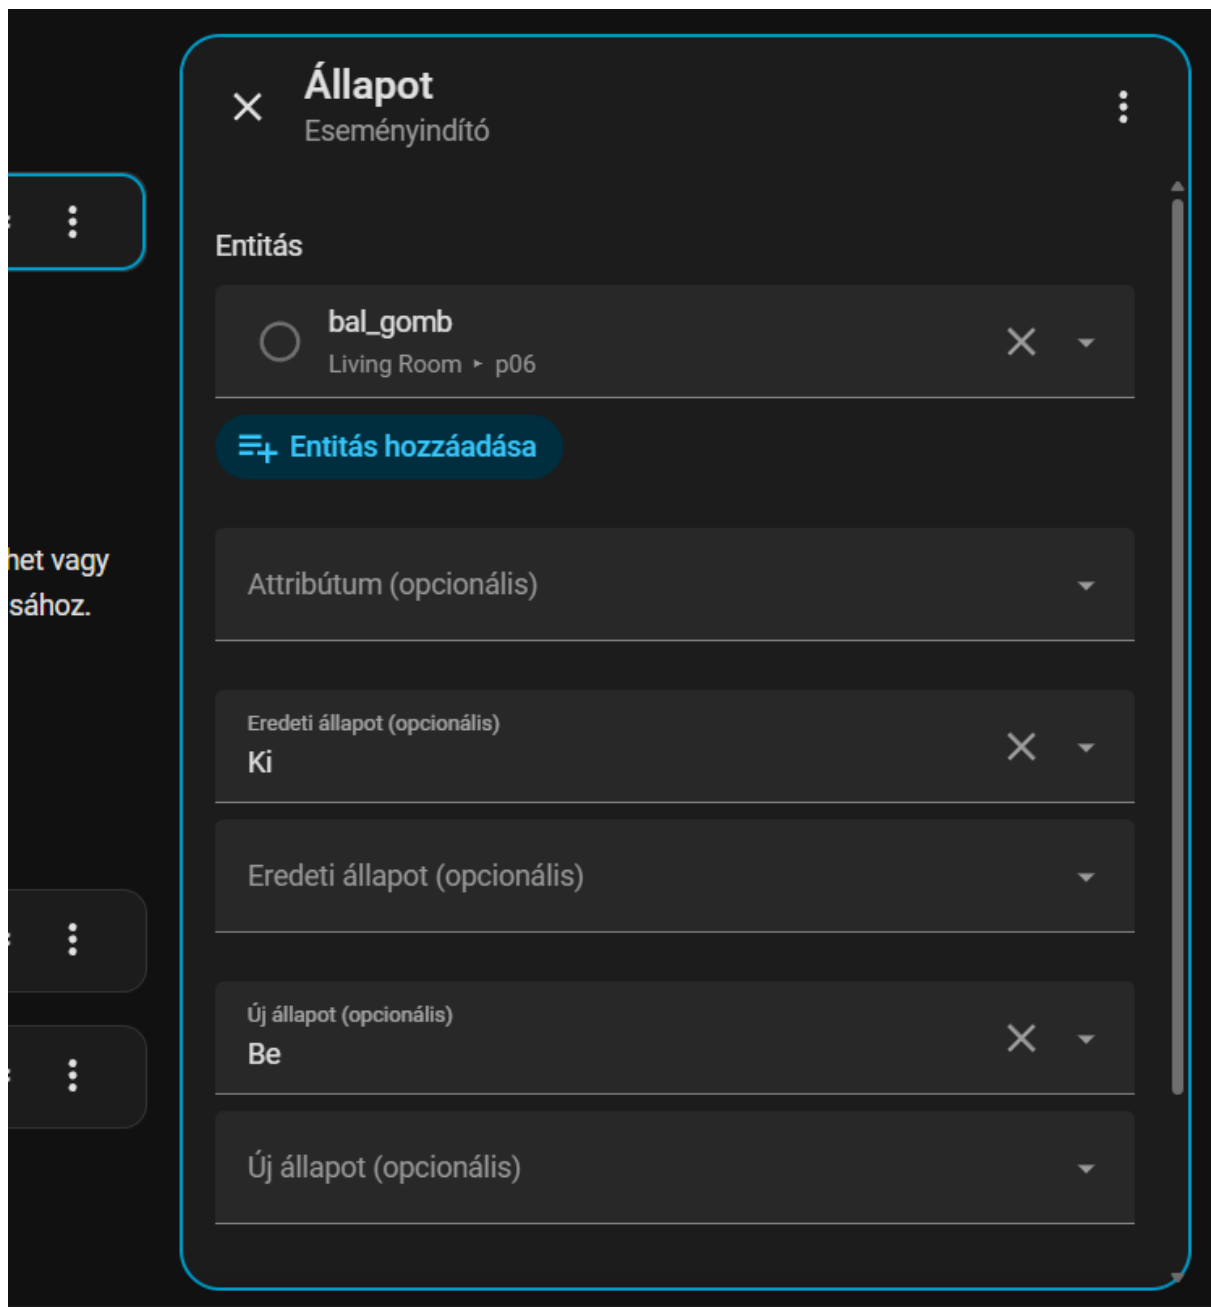 Állapot
Eseményindító
Entitás
bal_gomb
Living Room ▸ p06
Entitás hozzáadása
het vagy
sához.
Attribútum (opcionális)
Eredeti állapot (opcionális)
Ki
Eredeti állapot (opcionális)
Új állapot (opcionális)
Be
Új állapot (opcionális)